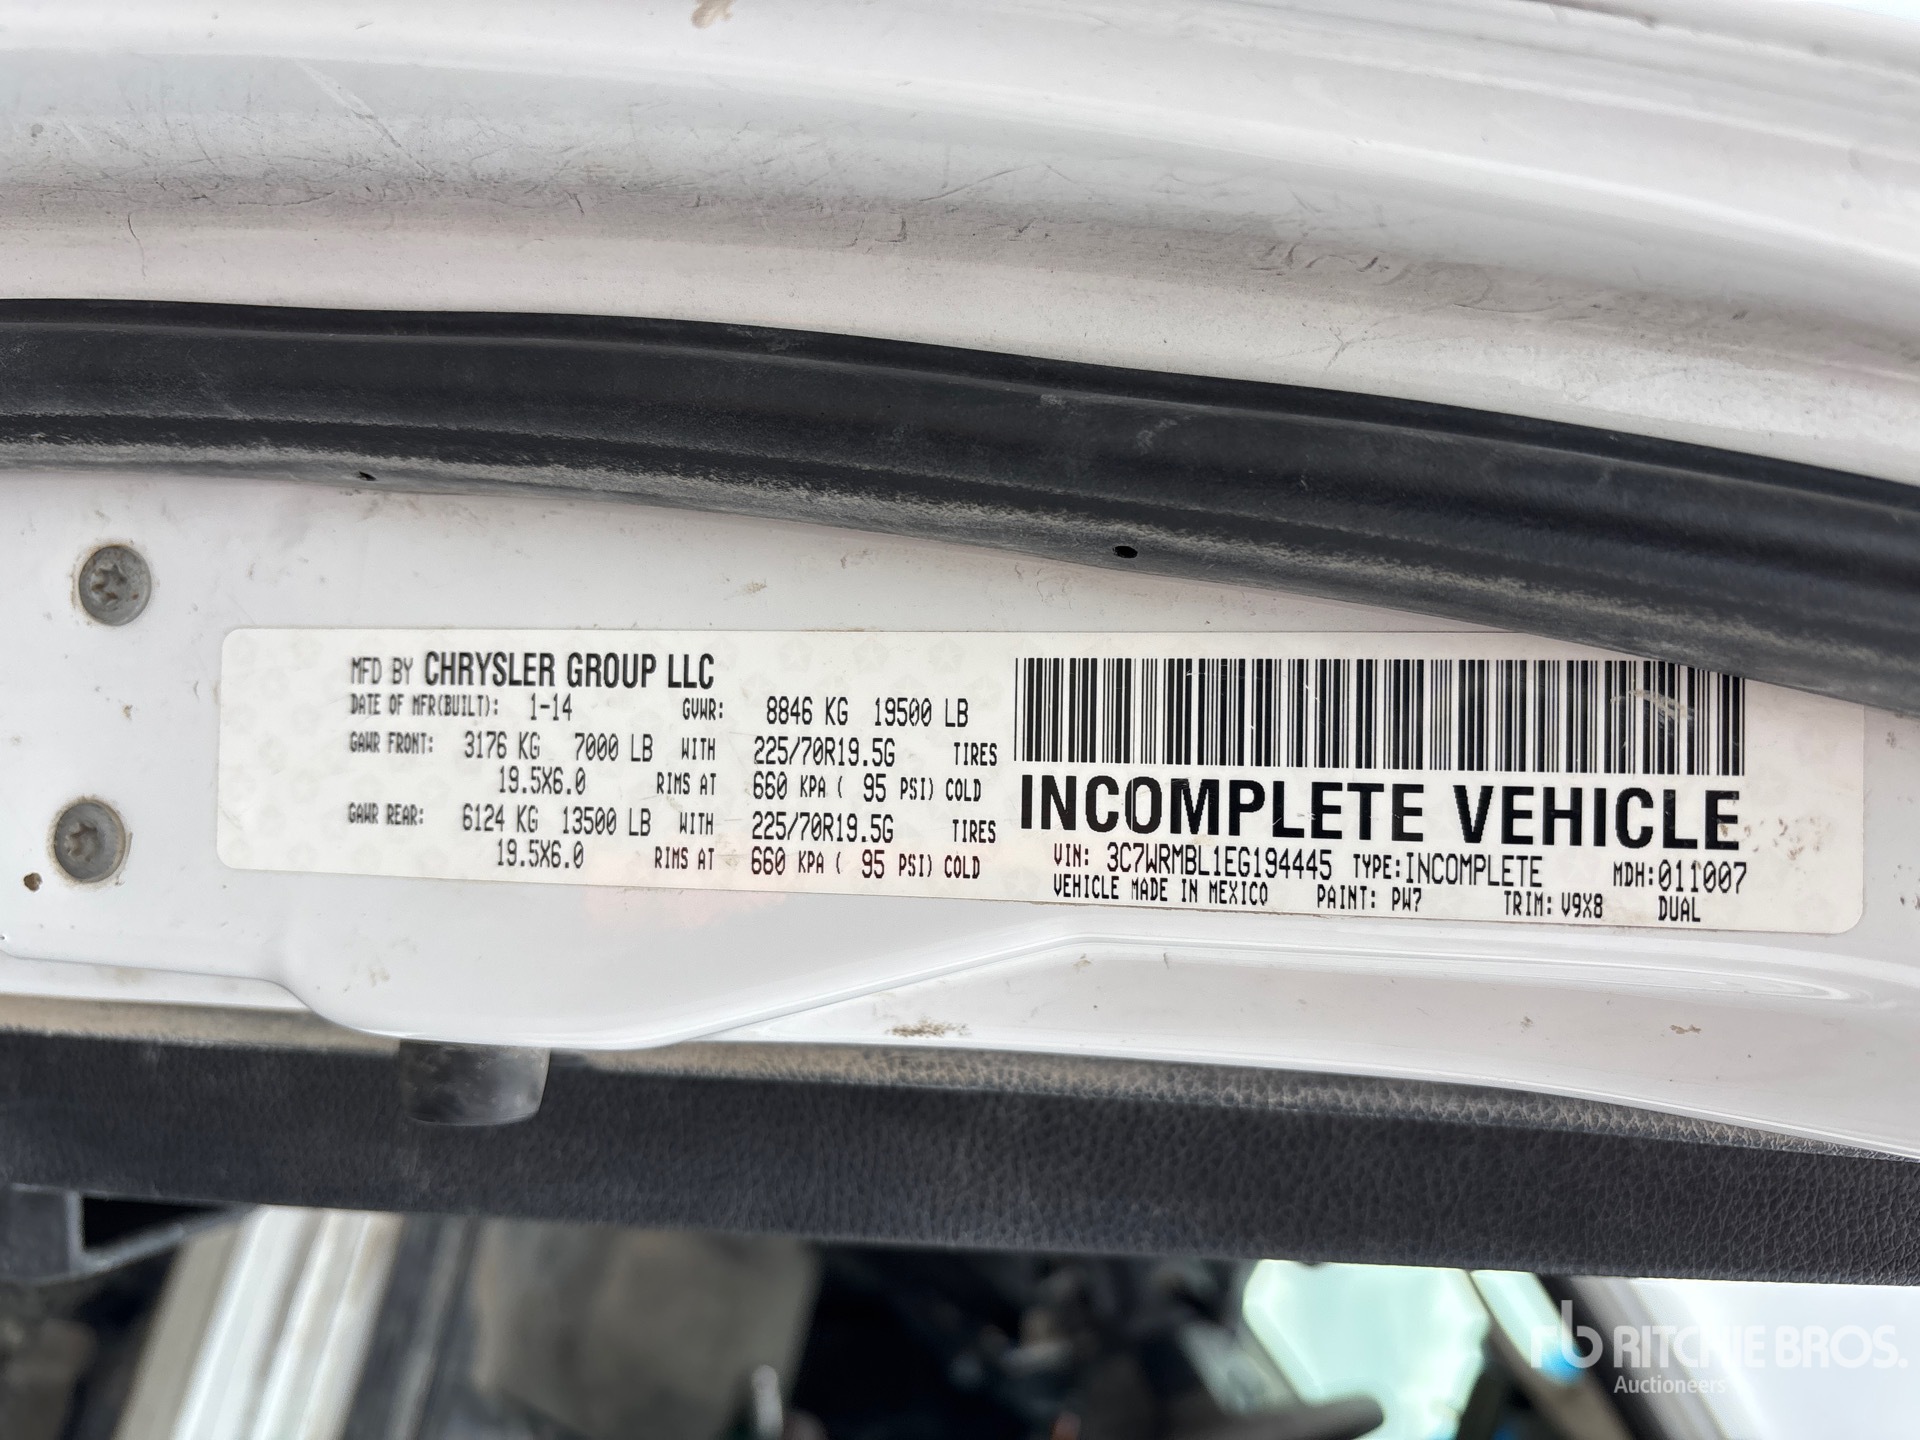 MFD BY CHRYSLER GROUP LLC
DATE OF MFR(BUILT): 1-14 GVWR: 8846 KG 19500 LB
GAWR FRONT: 3176 KG 7000 LB WITH 225/70R19.5G TIRES
19.5X6.0 RIMS AT 660 KPA ( 95 PSI) COLD
GAWR REAR: 6124 KG 13500 LB WITH 225/70R19.5G TIRES
19.5X6.0 RIMS AT 660 KPA ( 95 PSI) COLD
INCOMPLETE VEHICLE
VIN: 3C7WRMBL1EG194445 TYPE:INCOMPLETE MDH:011007
VEHICLE MADE IN MEXICO PAINT: PW7 TRIM: V9X8 DUAL
rb RITCHIE BROS.
Auctioneers